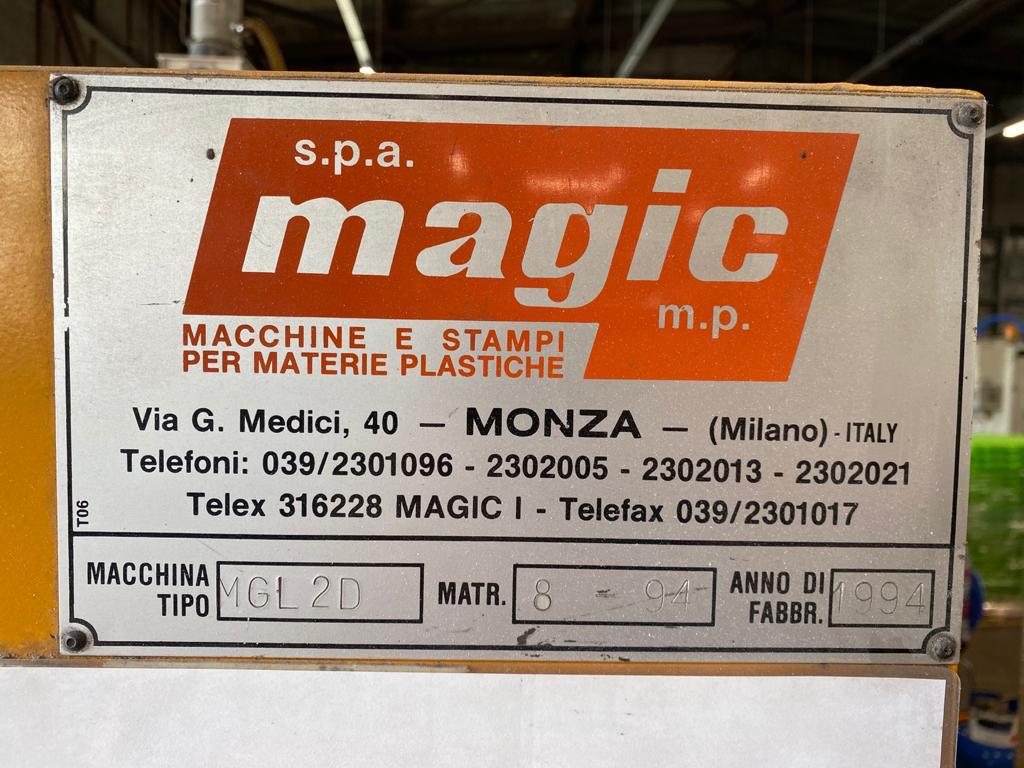 s.p.a.
magic
m.p.
MACCHINE E STAMPI
PER MATERIE PLASTICHE
Via G. Medici, 40 — MONZA — (Milano) - ITALY
Telefoni: 039/2301096 - 2302005 - 2302013 - 2302021
Telex 316228 MAGIC I - Telefax 039/2301017
T06
MACCHINA TIPO MGL 2D
MATR. 8 - 94
ANNO DI FABBR. 1994